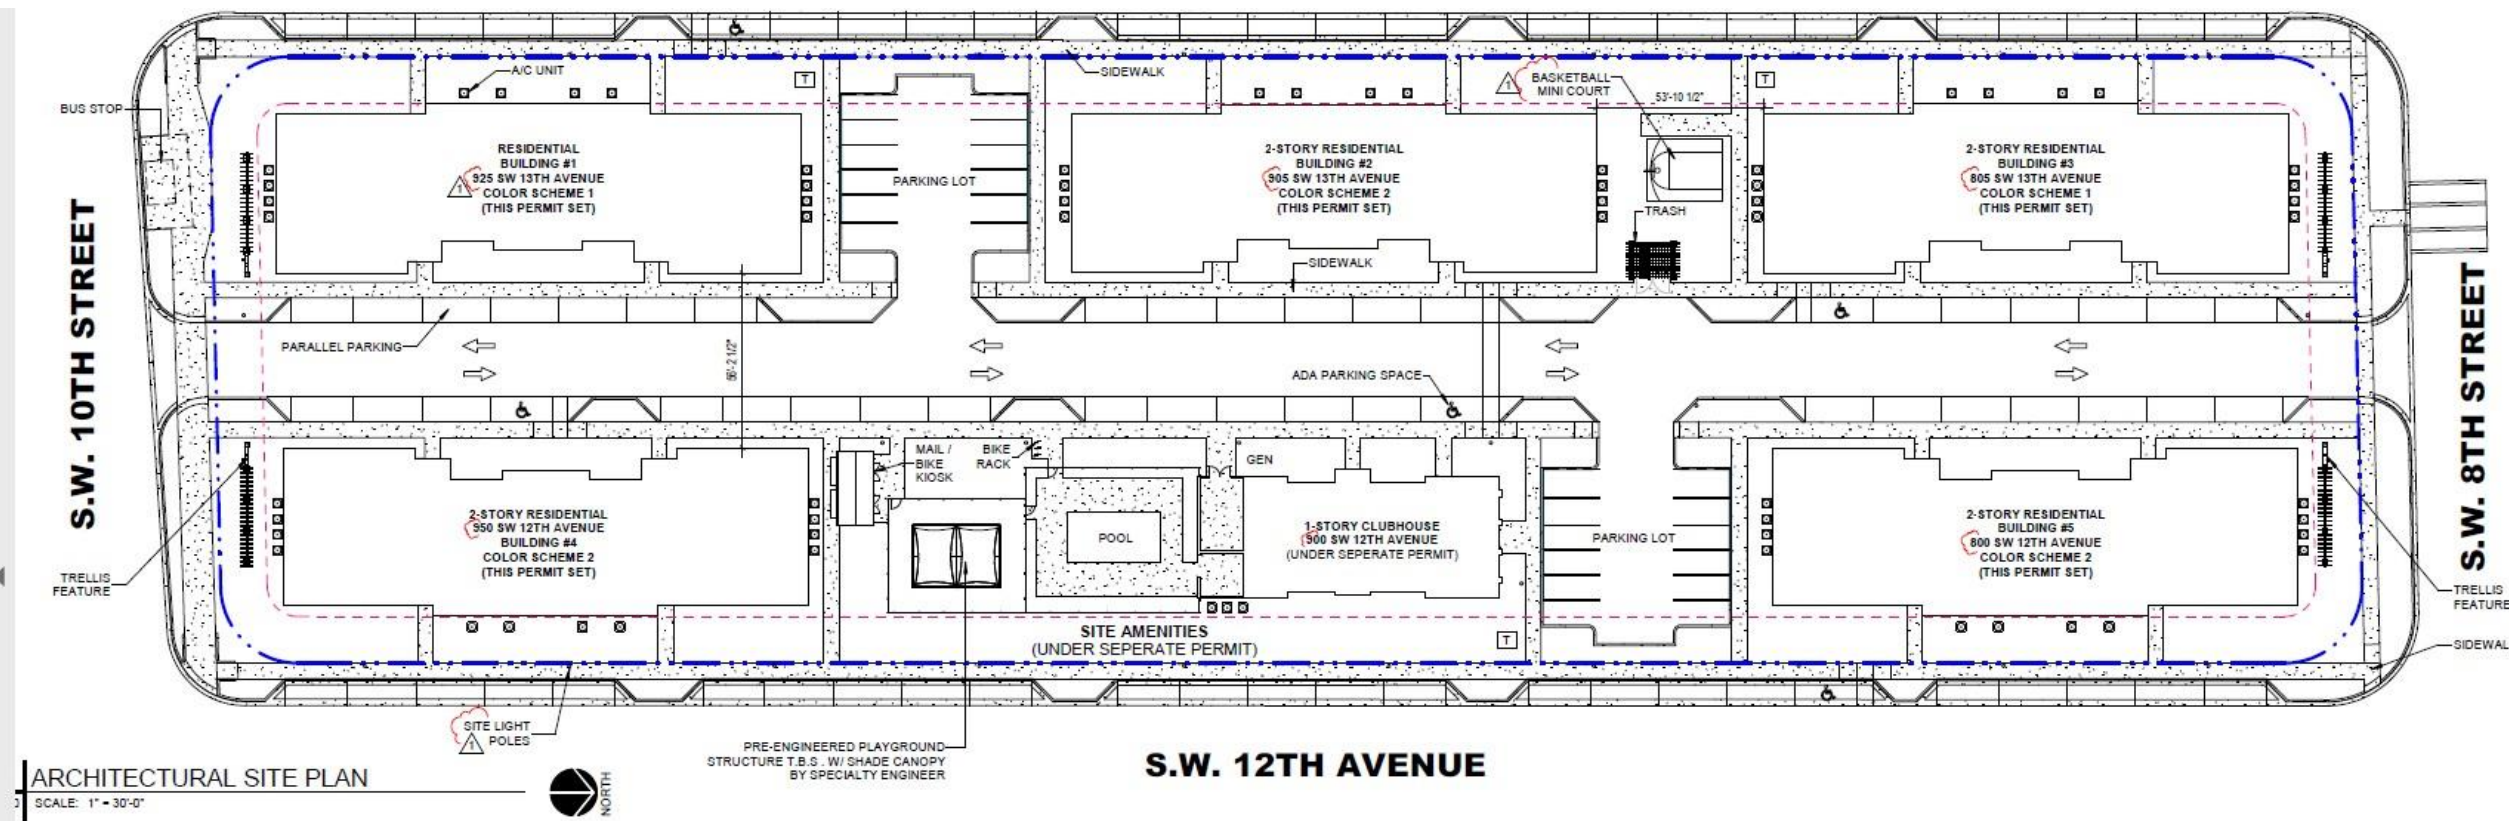 A/C UNIT
BUS STOP
T
SIDEWALK
1
BASKETBALL
MINI COURT
53'-10 1/2"
T
RESIDENTIAL
BUILDING #1
925 SW 13TH AVENUE
COLOR SCHEME 1
(THIS PERMIT SET)
1
PARKING LOT
2-STORY RESIDENTIAL
BUILDING #2
905 SW 13TH AVENUE
COLOR SCHEME 2
(THIS PERMIT SET)
TRASH
2-STORY RESIDENTIAL
BUILDING #3
805 SW 13TH AVENUE
COLOR SCHEME 1
(THIS PERMIT SET)
SIDEWALK
S.W. 10TH STREET
S.W. 8TH STREET
PARALLEL PARKING
ADA PARKING SPACE
MAIL /
BIKE
KIOSK
BIKE
RACK
GEN
2-STORY RESIDENTIAL
950 SW 12TH AVENUE
BUILDING #4
COLOR SCHEME 2
(THIS PERMIT SET)
POOL
1-STORY CLUBHOUSE
900 SW 12TH AVENUE
(UNDER SEPERATE PERMIT)
PARKING LOT
2-STORY RESIDENTIAL
BUILDING #5
800 SW 12TH AVENUE
COLOR SCHEME 2
(THIS PERMIT SET)
TRELLIS
FEATURE
TRELLIS
FEATURE
SITE AMENITIES
(UNDER SEPERATE PERMIT)
T
SIDEWAL
SITE LIGHT
POLES
1
PRE-ENGINEERED PLAYGROUND
STRUCTURE T.B.S . W/ SHADE CANOPY
BY SPECIALTY ENGINEER
S.W. 12TH AVENUE
ARCHITECTURAL SITE PLAN
SCALE: 1" = 30'-0"
NORTH